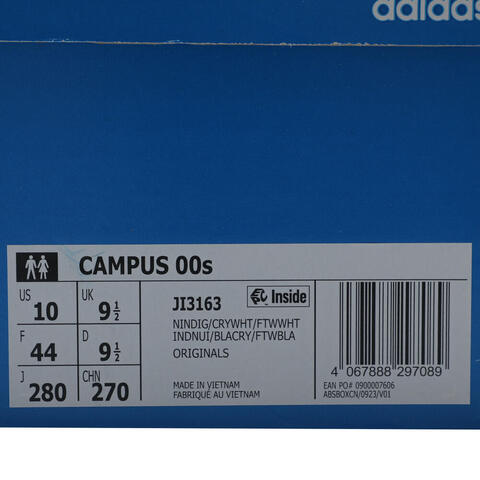 adidas
CAMPUS 00s
US 10 UK 9 1/2
F 44 D 9 1/2
J 280 CHN 270
JI3163 Inside
NINDIG/CRYWHT/FTWWHT
INDNUI/BLACRY/FTWBLA
ORIGINALS
MADE IN VIETNAM
FABRIQUÉ AU VIETNAM
4 067888 297089
EAN PO# 0900007606
ABSBOXCN/0923/V01